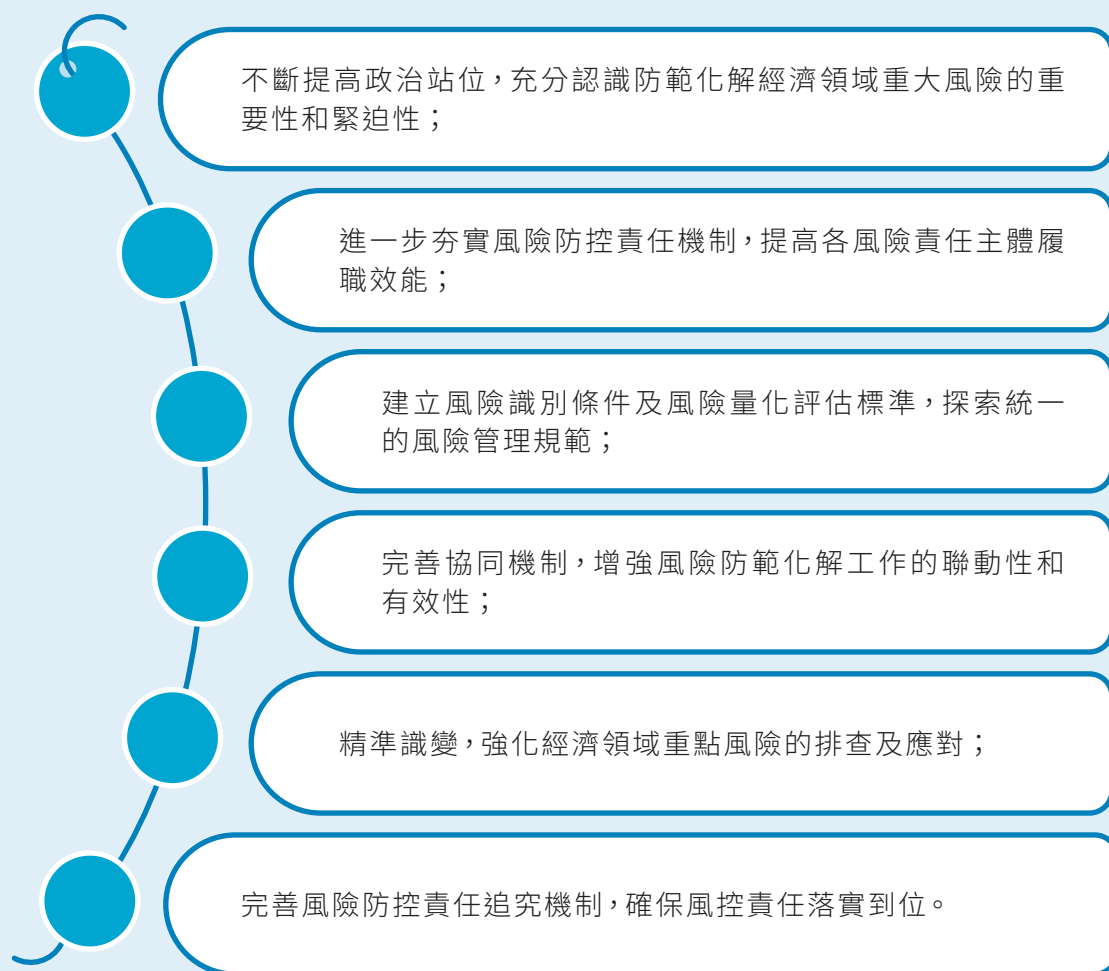 不斷提高政治站位，充分認識防範化解經濟領域重大風險的重
要性和緊迫性；
進一步夯實風險防控責任機制，提高各風險責任主體履
職效能；
建立風險識別條件及風險量化評估標準，探索統一
的風險管理規範；
完善協同機制，增強風險防範化解工作的聯動性和
有效性；
精準識變，強化經濟領域重點風險的排查及應對；
完善風險防控責任追究機制，確保風控責任落實到位。